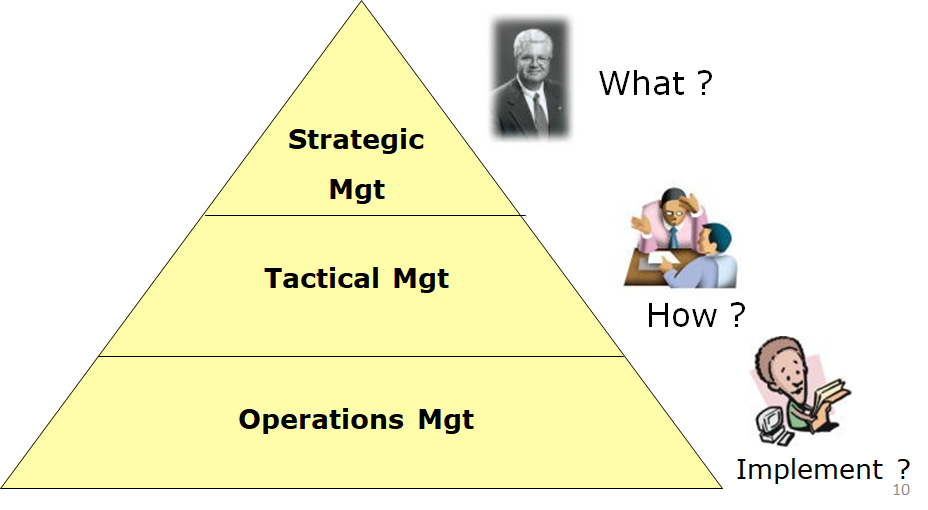 Strategic
Mgt
What ?
Tactical Mgt
How ?
Operations Mgt
Implement ?
10